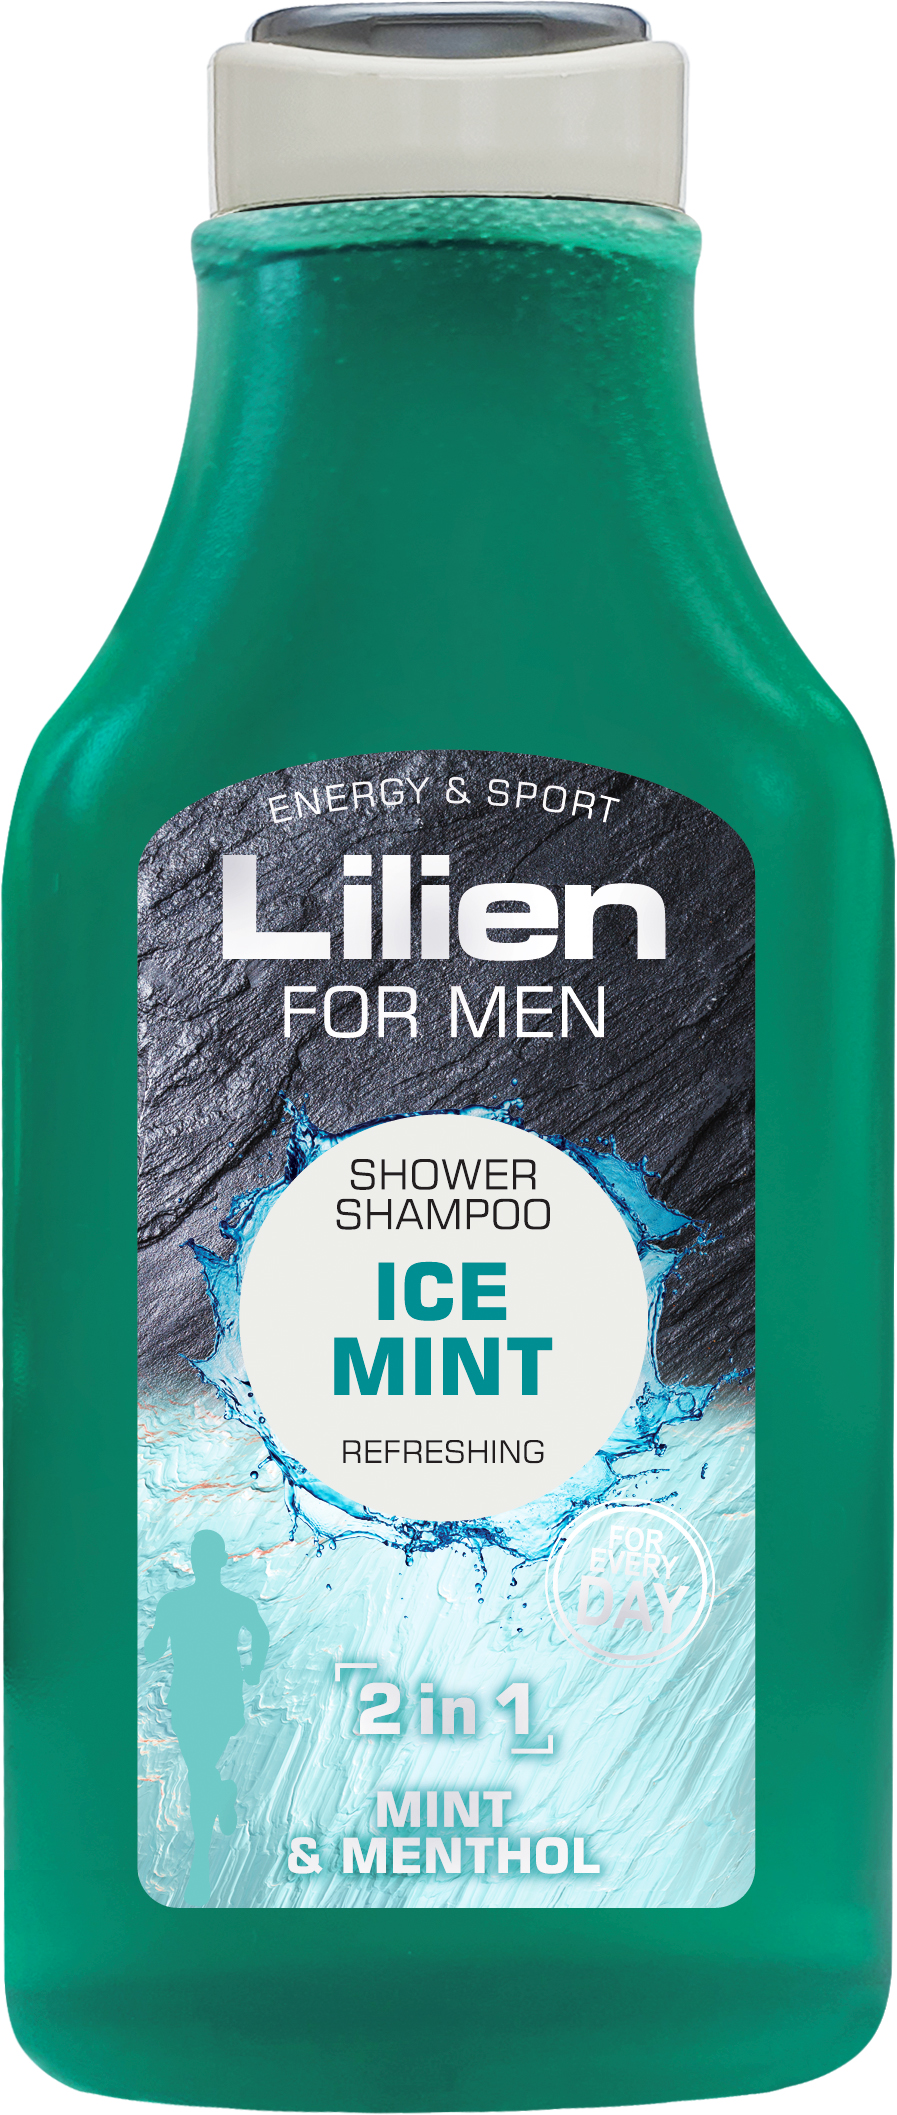 ENERGY & SPORT
Lilien
FOR MEN
SHOWER
SHAMPOO
ICE
MINT
REFRESHING
FOR
EVERY
DAY
2 in 1
MINT
& MENTHOL